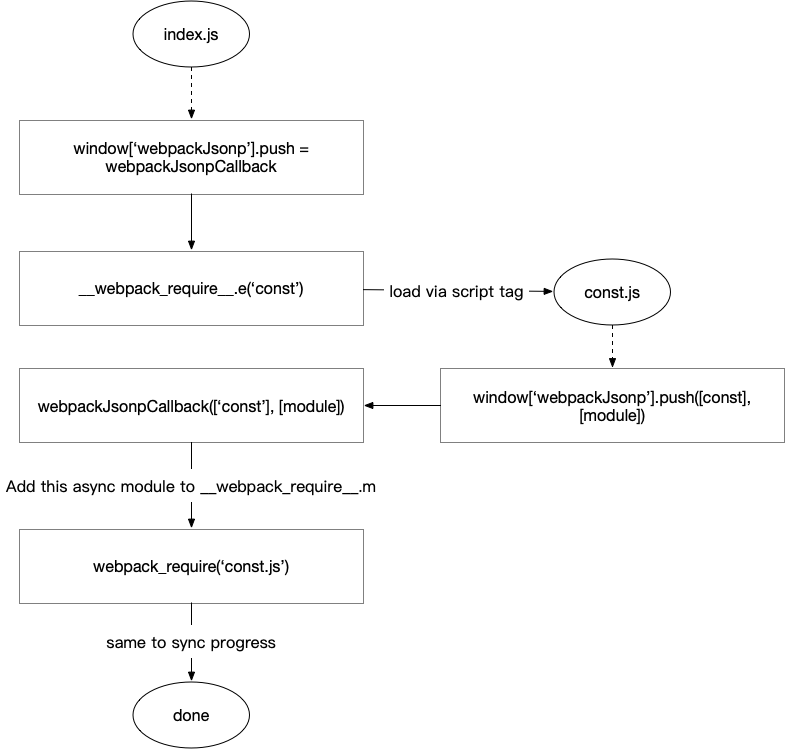 index.js
window[‘webpackJsonp’].push =
webpackJsonpCallback
__webpack_require__.e(‘const’)
load via script tag
const.js
window[‘webpackJsonp’].push([const],
[module])
webpackJsonpCallback([‘const’], [module])
Add this async module to __webpack_require__.m
webpack_require(‘const.js’)
same to sync progress
done